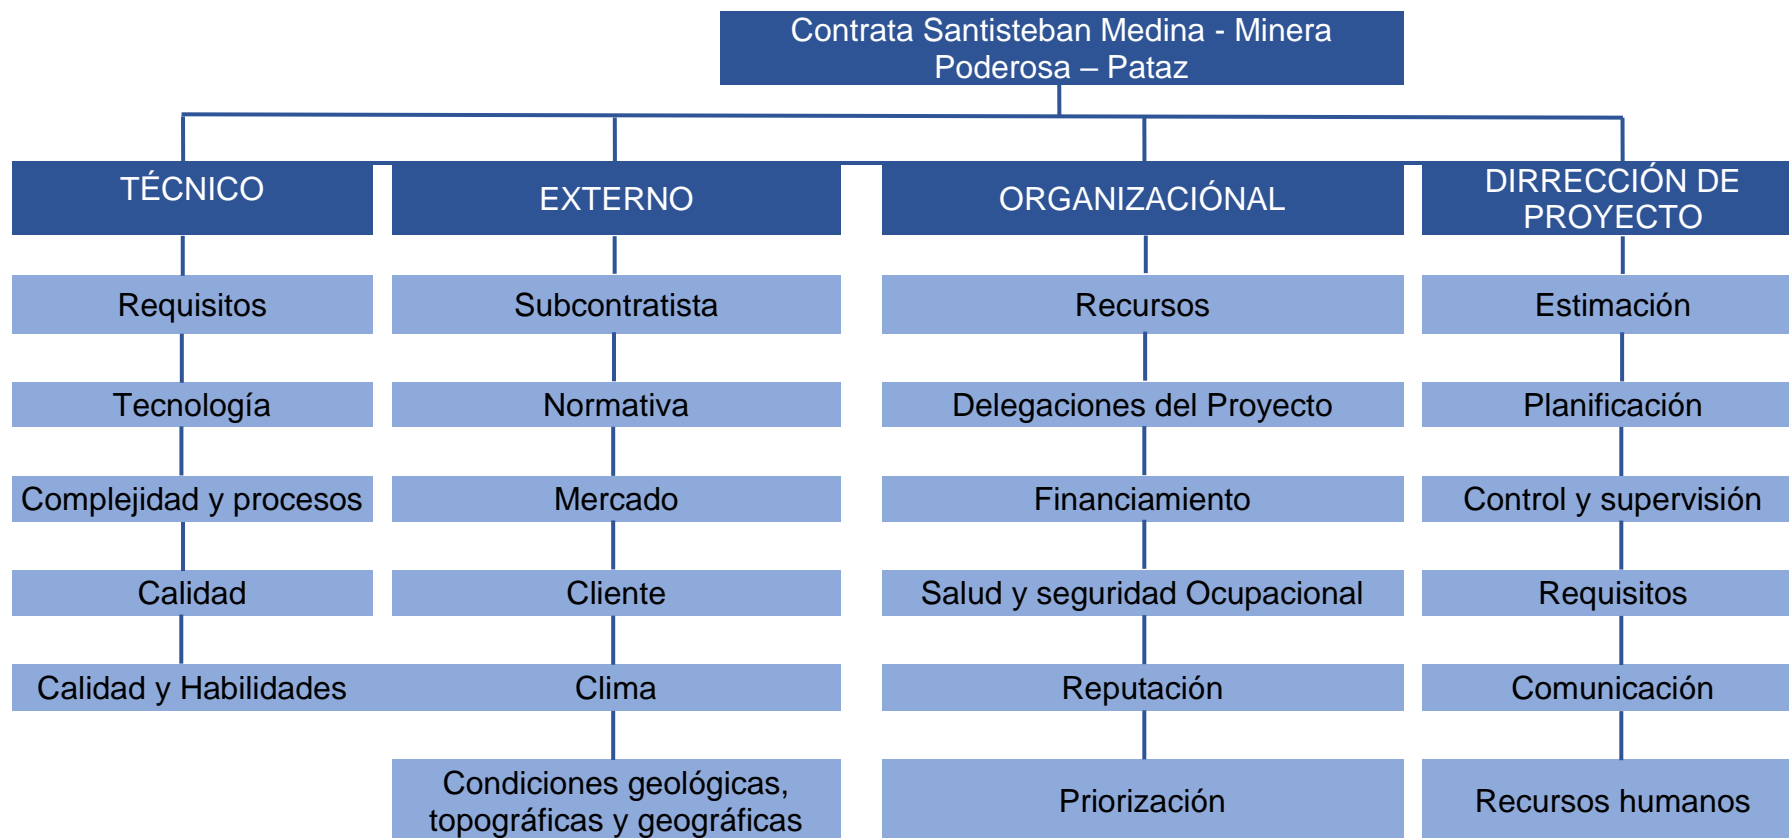 Contrata Santisteban Medina - Minera
Poderosa – Pataz
TÉCNICO
Requisitos
Tecnología
Complejidad y procesos
Calidad
Calidad y Habilidades
EXTERNO
Subcontratista
Normativa
Mercado
Cliente
Clima
Condiciones geológicas,
topográficas y geográficas
ORGANIZACIÓNAL
Recursos
Delegaciones del Proyecto
Financiamiento
Salud y seguridad Ocupacional
Reputación
Priorización
DIRRECCIÓN DE
PROYECTO
Estimación
Planificación
Control y supervisión
Requisitos
Comunicación
Recursos humanos